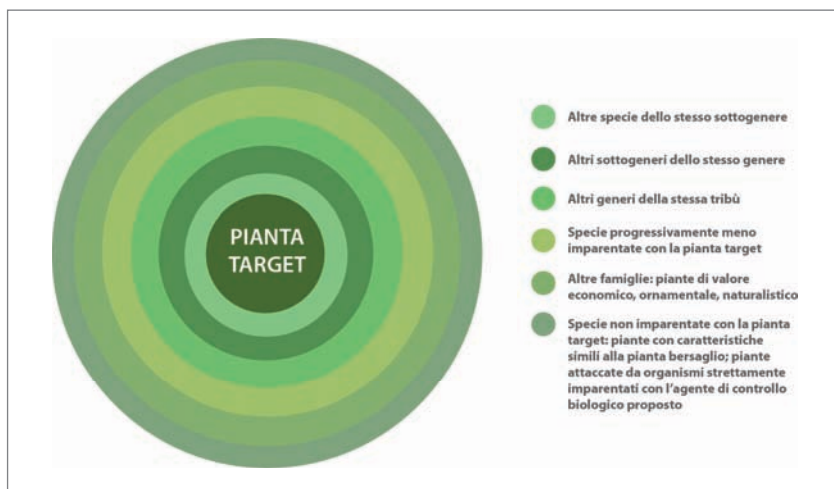 PIANTA
TARGET
Altre specie dello stesso sottogenere
Altri sottogeneri dello stesso genere
Altri generi della stessa tribù
Specie progressivamente meno
imparentate con la pianta target
Altre famiglie: piante di valore
economico, ornamentale, naturalistico
Specie non imparentate con la pianta
target: piante con caratteristiche
simili alla pianta bersaglio; piante
attaccate da organismi strettamente
imparentati con l'agente di controllo
biologico proposto